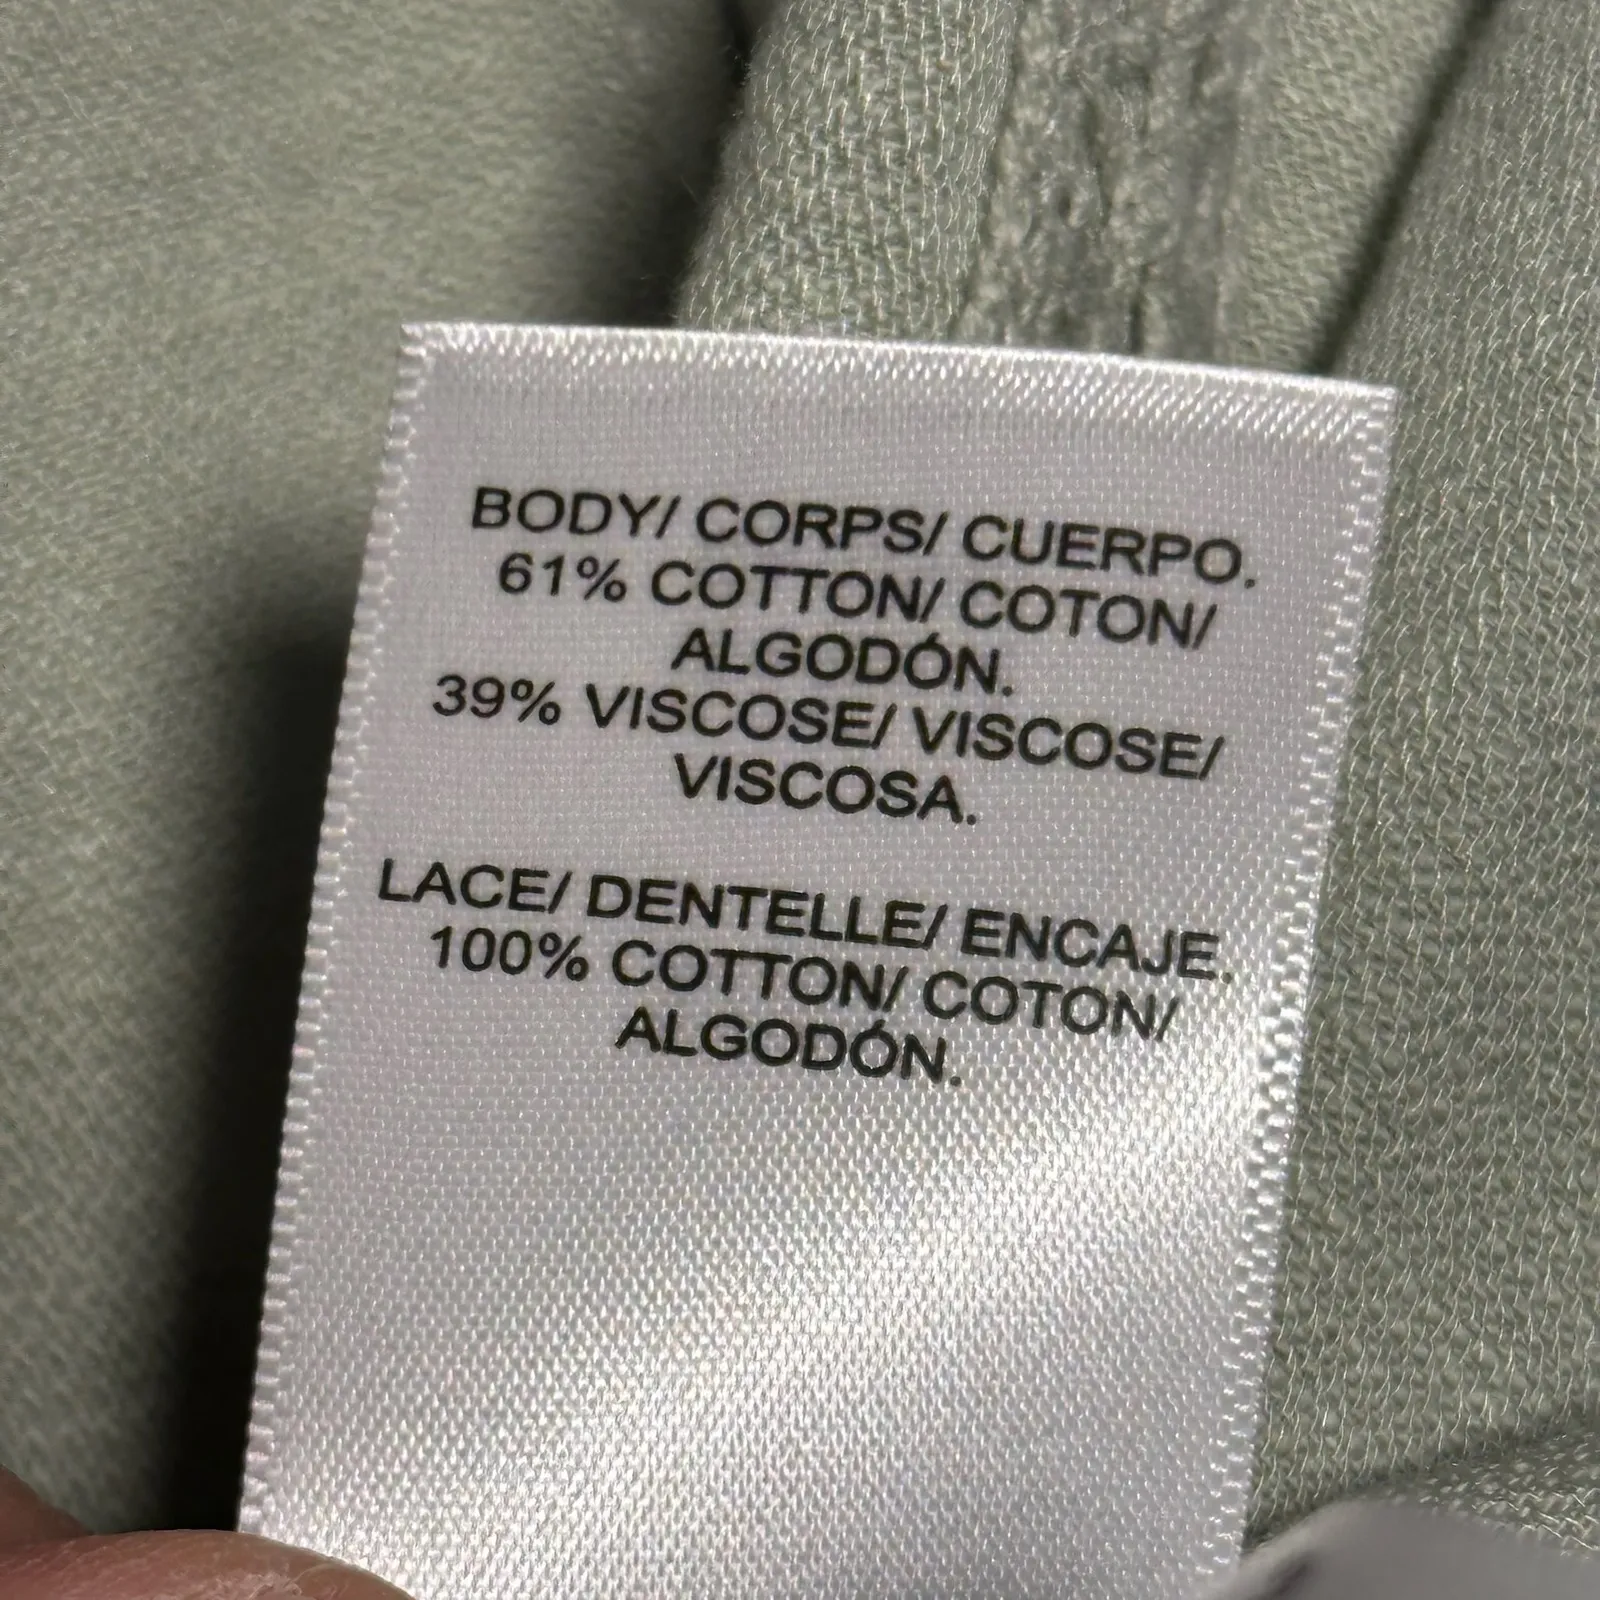 BODY/ CORPS/ CUERPO.
61% COTTON/ COTON/
ALGODÓN.
39% VISCOSE/ VISCOSE/
VISCOSA.
LACE/ DENTELLE/ ENCAJE.
100% COTTON/ COTON/
ALGODÓN.